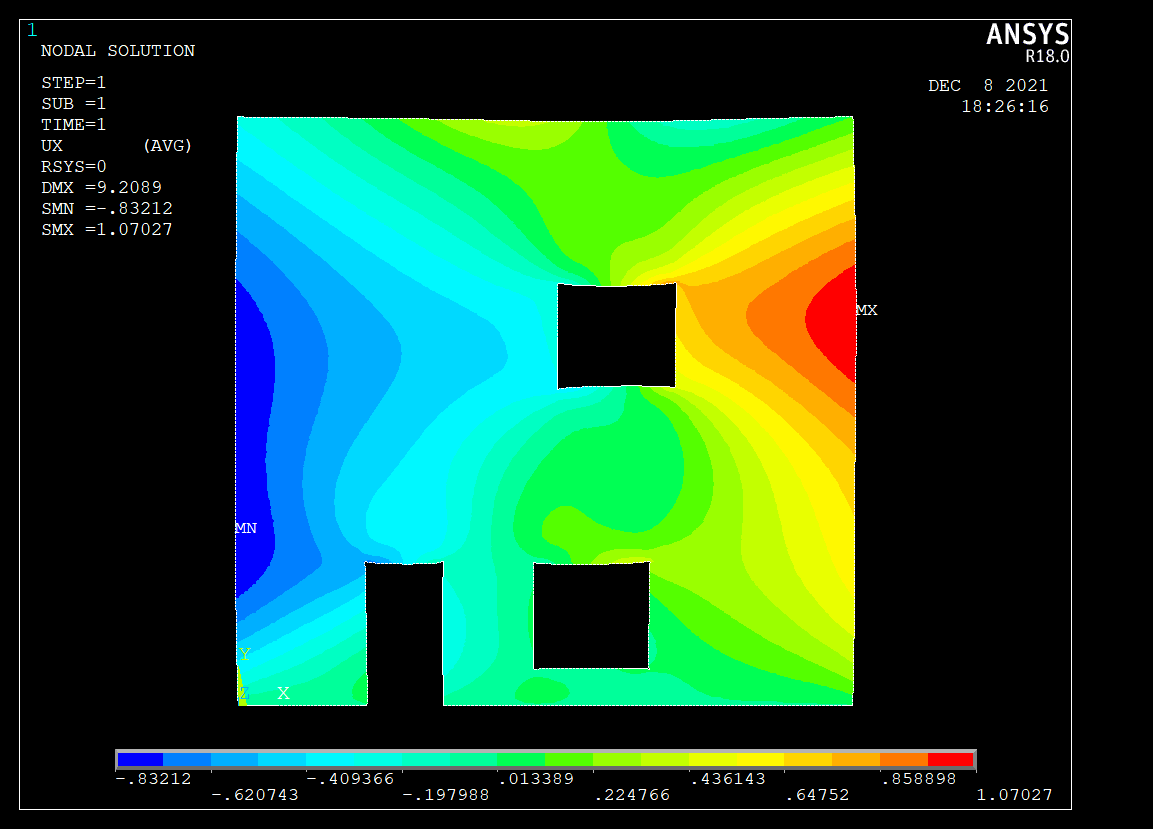 1
ANSYS
R18.0
NODAL SOLUTION
DEC 8 2021
18:26:16
STEP=1
SUB =1
TIME=1
UX (AVG)
RSYS=0
DMX =9.2089
SMN =-.83212
SMX =1.07027
MX
MN
Y
Z X
-.83212 -.409366 .013389 .436143 .858898
-.620743 -.197988 .224766 .64752 1.07027